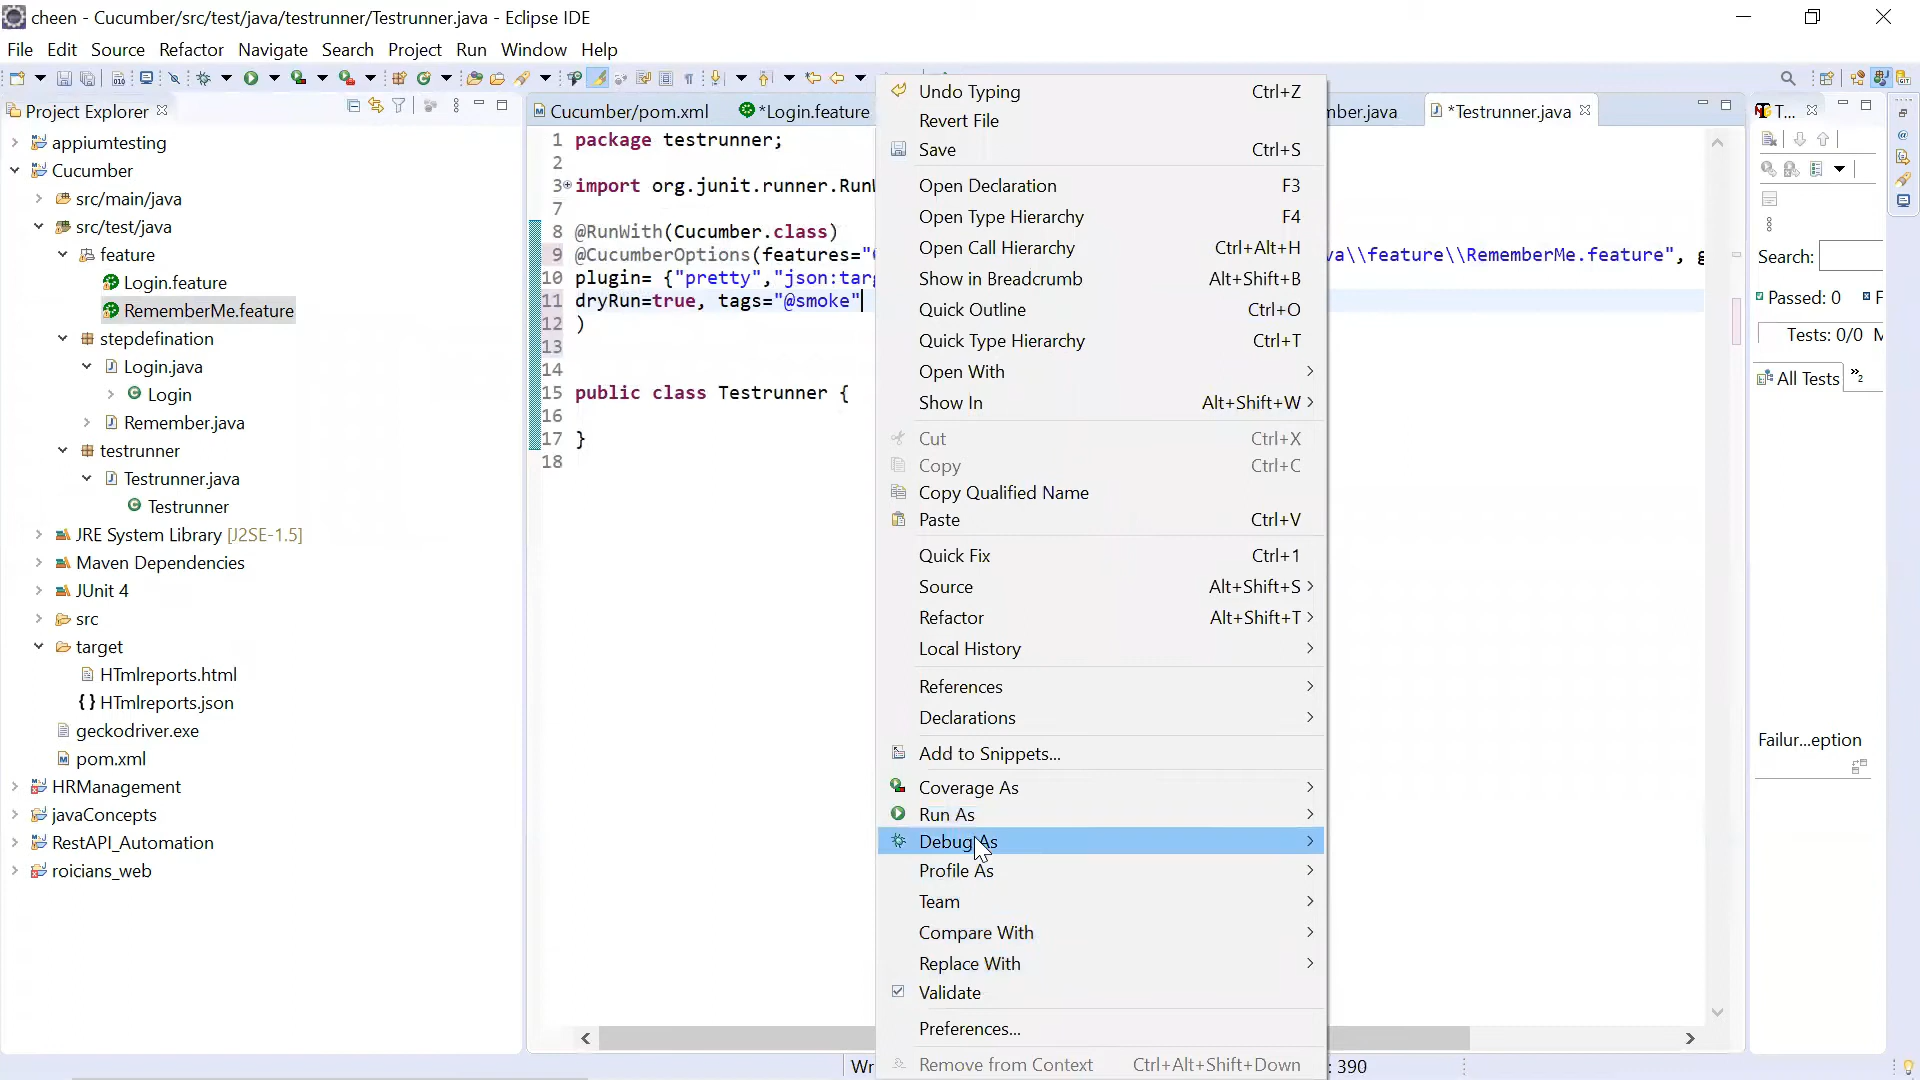 cheen - Cucumber/src/test/java/testrunner/Testrunner.java - Eclipse IDE
File Edit Source Refactor Navigate Search Project Run Window Help
Project Explorer
appiumtesting
Cucumber
src/main/java
src/test/java
feature
Login.feature
RememberMe.feature
stepdefination
Login.java
Login
Remember.java
testrunner
Testrunner.java
Testrunner
JRE System Library [J2SE-1.5]
Maven Dependencies
JUnit 4
src
target
HTmlreports.html
HTmlreports.json
geckodriver.exe
pom.xml
HRManagement
javaConcepts
RestAPI_Automation
roicians_web
Cucumber/pom.xml *Login.feature nber.java *Testrunner.java
1 package testrunner;
2
3 import org.junit.runner.Run
7
8 @RunWith(Cucumber.class)
9 @CucumberOptions(features=" va\\feature\\RememberMe.feature", g
10 plugin= {"pretty","json:tar
11 dryRun=true, tags="@smoke"
12 )
13
14
15 public class Testrunner {
16
17 }
18
Undo Typing Ctrl+Z
Revert File
Save Ctrl+S
Open Declaration F3
Open Type Hierarchy F4
Open Call Hierarchy Ctrl+Alt+H
Show in Breadcrumb Alt+Shift+B
Quick Outline Ctrl+O
Quick Type Hierarchy Ctrl+T
Open With
Show In Alt+Shift+W
Cut Ctrl+X
Copy Ctrl+C
Copy Qualified Name
Paste Ctrl+V
Quick Fix Ctrl+1
Source Alt+Shift+S
Refactor Alt+Shift+T
Local History
References
Declarations
Add to Snippets...
Coverage As
Run As
Debug As
Profile As
Team
Compare With
Replace With
Validate
Preferences...
Remove from Context Ctrl+Alt+Shift+Down
Wr : 390
T...
Search:
Passed: 0 F
Tests: 0/0 M
All Tests »2
Failur...eption